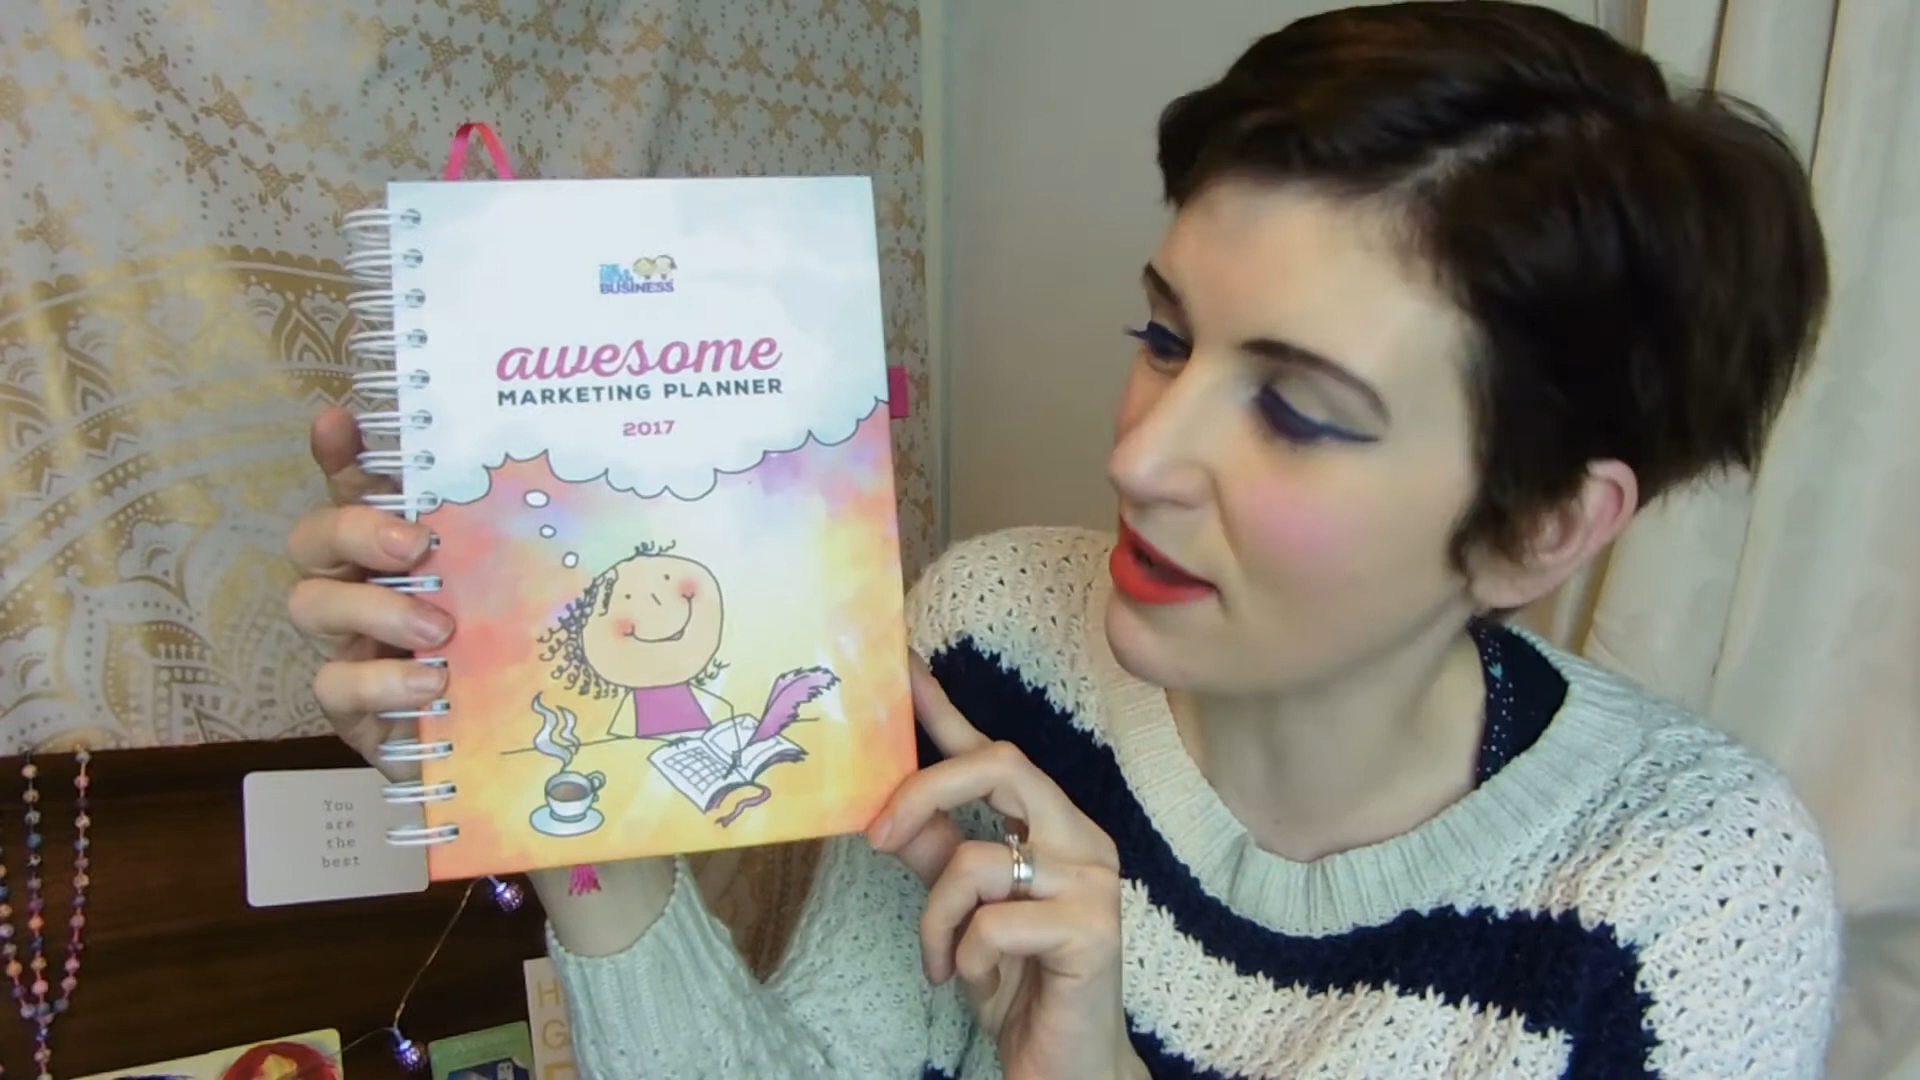 BUSINESS
awesome
MARKETING PLANNER
2017
You
are
the
best
H
G